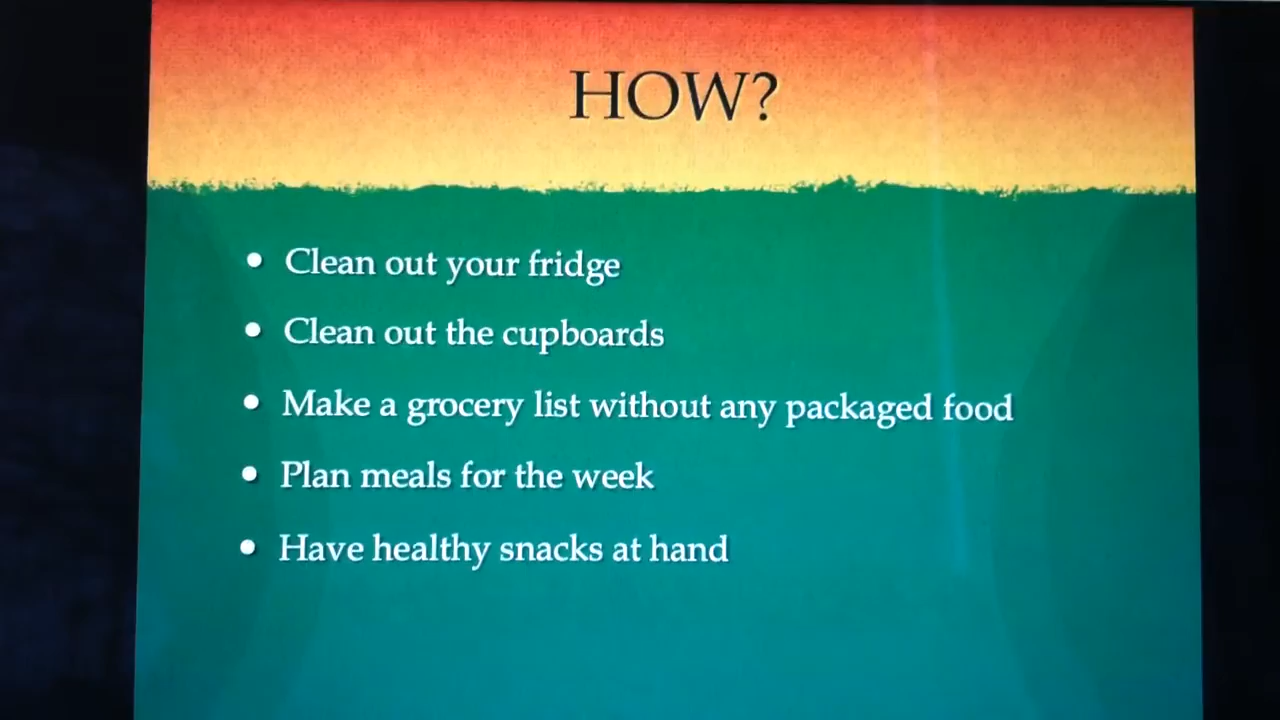 HOW?
• Clean out your fridge
• Clean out the cupboards
• Make a grocery list without any packaged food
• Plan meals for the week
• Have healthy snacks at hand